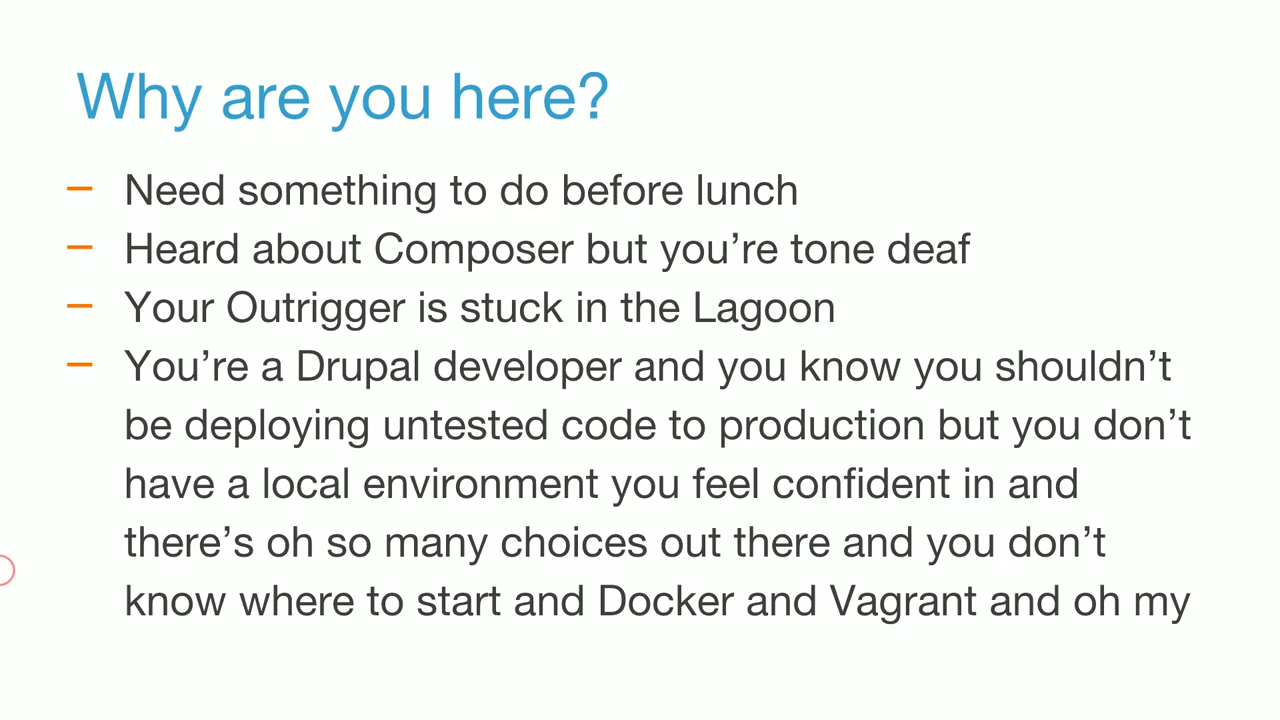 Why are you here?
– Need something to do before lunch
– Heard about Composer but you’re tone deaf
– Your Outrigger is stuck in the Lagoon
– You’re a Drupal developer and you know you shouldn’t
be deploying untested code to production but you don’t
have a local environment you feel confident in and
there’s oh so many choices out there and you don’t
know where to start and Docker and Vagrant and oh my